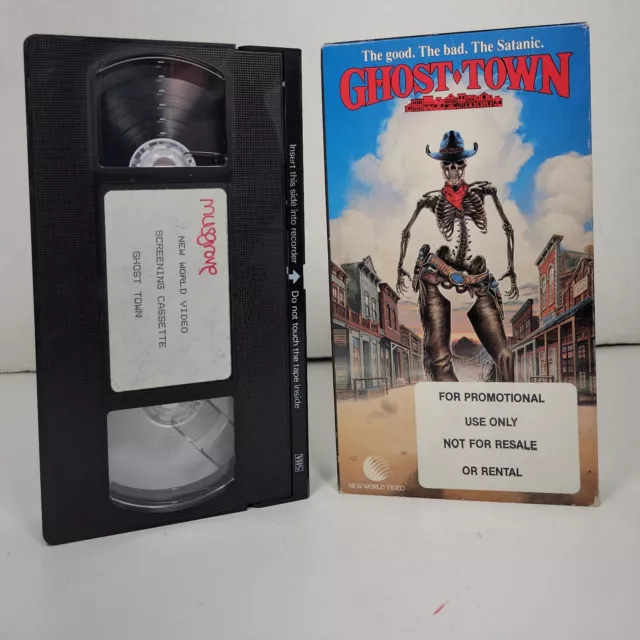 musgrave
NEW WORLD VIDEO
SCREENING CASSETTE
GHOST TOWN
Insert this side into recorder Do not touch the tape inside
VHS
The good. The bad. The Satanic.
GHOST TOWN
FOR PROMOTIONAL
USE ONLY
NOT FOR RESALE
OR RENTAL
NEW WORLD VIDEO